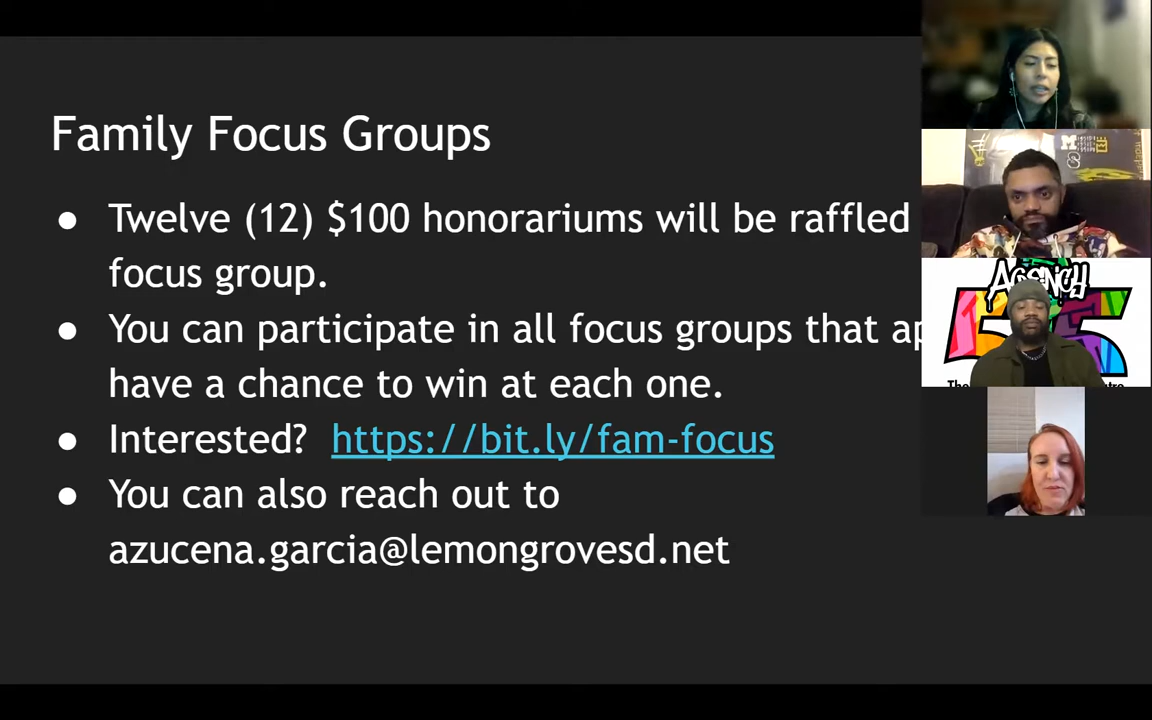 Family Focus Groups
● Twelve (12) $100 honorariums will be raffled
focus group.
● You can participate in all focus groups that
have a chance to win at each one.
● Interested? https://bit.ly/fam-focus
● You can also reach out to
azucena.garcia@lemongrovesd.net
AGENCY